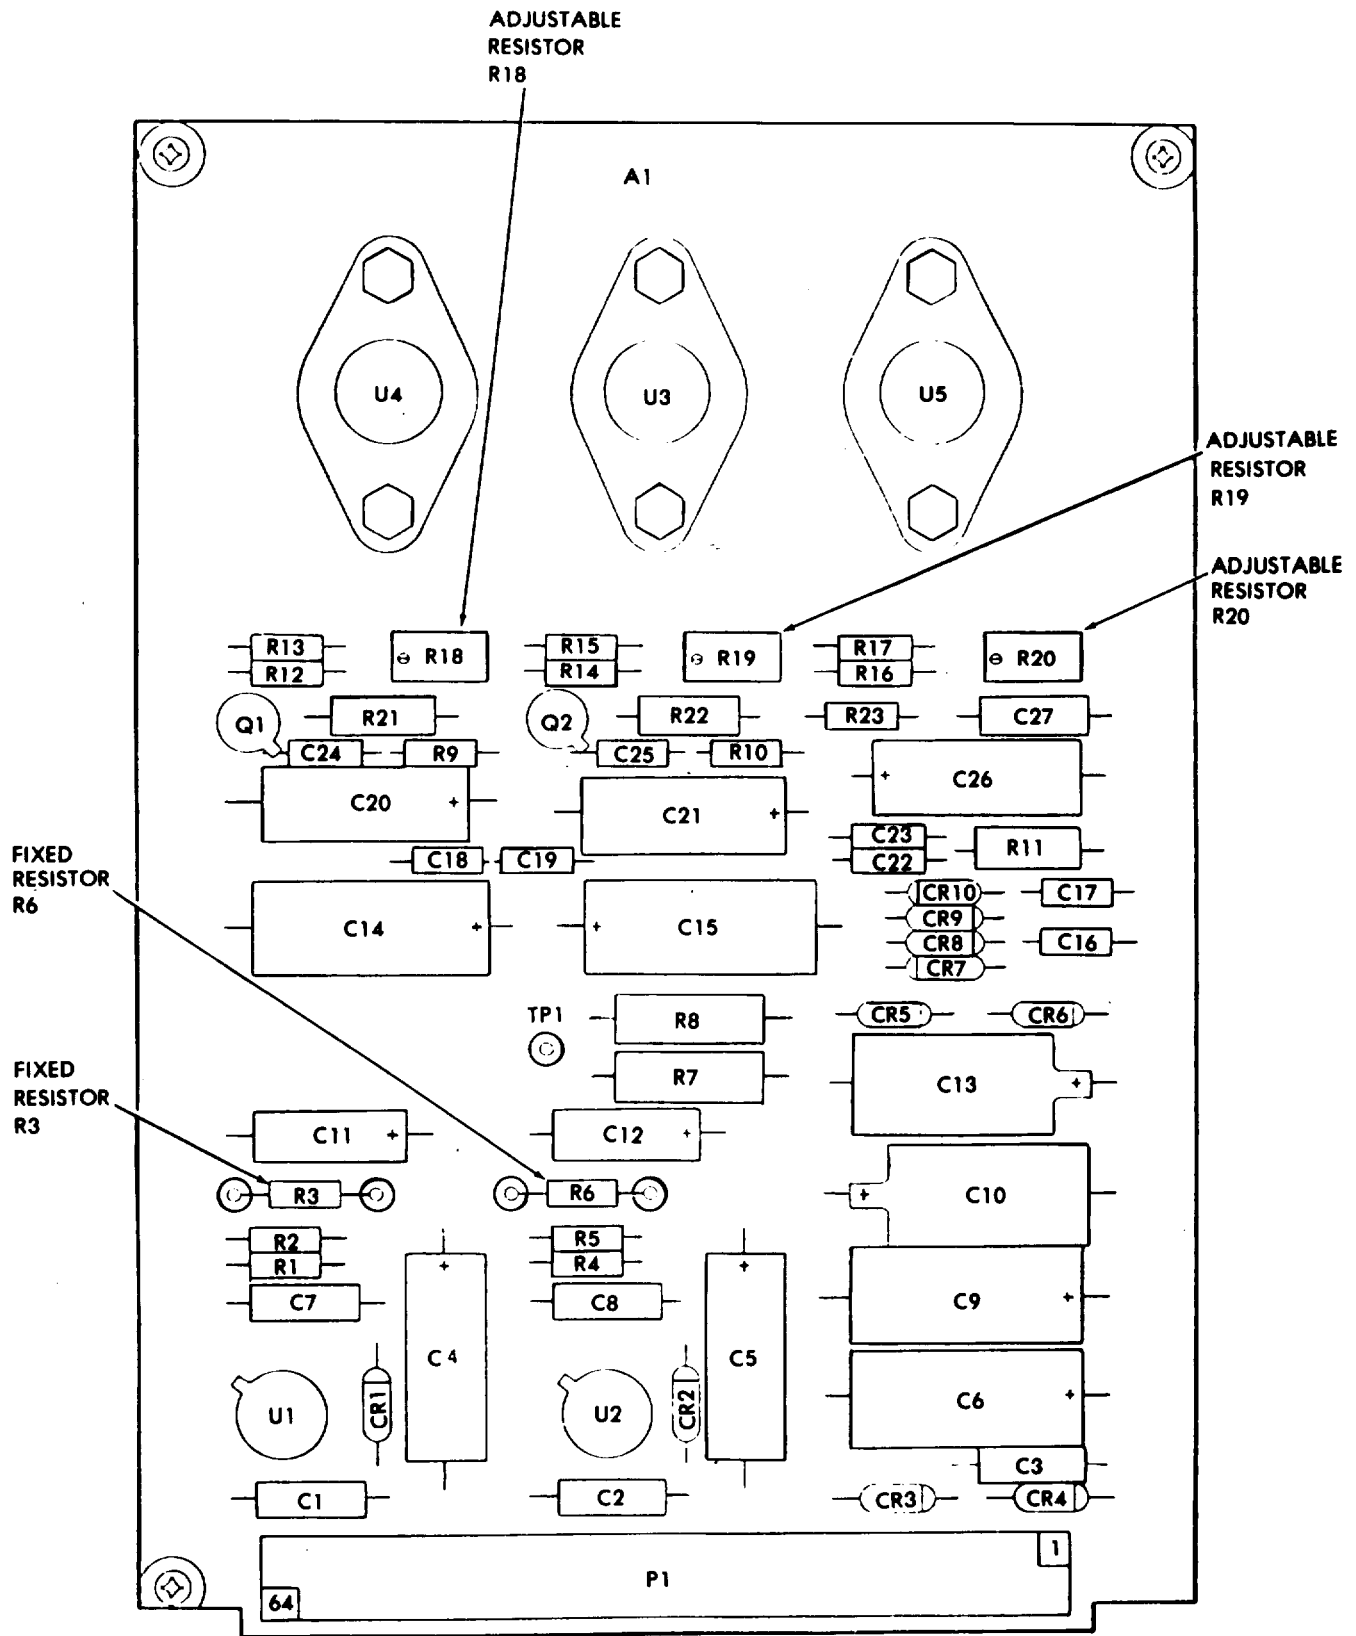 ADJUSTABLE
RESISTOR
R18
A1
U4
U3
U5
ADJUSTABLE
RESISTOR
R19
ADJUSTABLE
RESISTOR
R20
R13
R18
R15
R19
R17
R20
R12
R14
R16
Q1
R21
Q2
R22
R23
C27
C24
R9
C25
R10
C26
C20
+
C21
+
+
C23
C22
R11
FIXED
RESISTOR
R6
C18
C19
CR10
C17
C14
+
+
C15
CR9
CR8
C16
CR7
TP1
R8
CR5
CR6
R7
C13
+
FIXED
RESISTOR
R3
C11
+
C12
+
R3
R6
+
C10
R2
R5
R1
R4
+
+
C7
C8
C9
+
C4
C5
U1
CR1
U2
CR2
C6
+
C3
C1
C2
CR3
CR4
1
P1
64